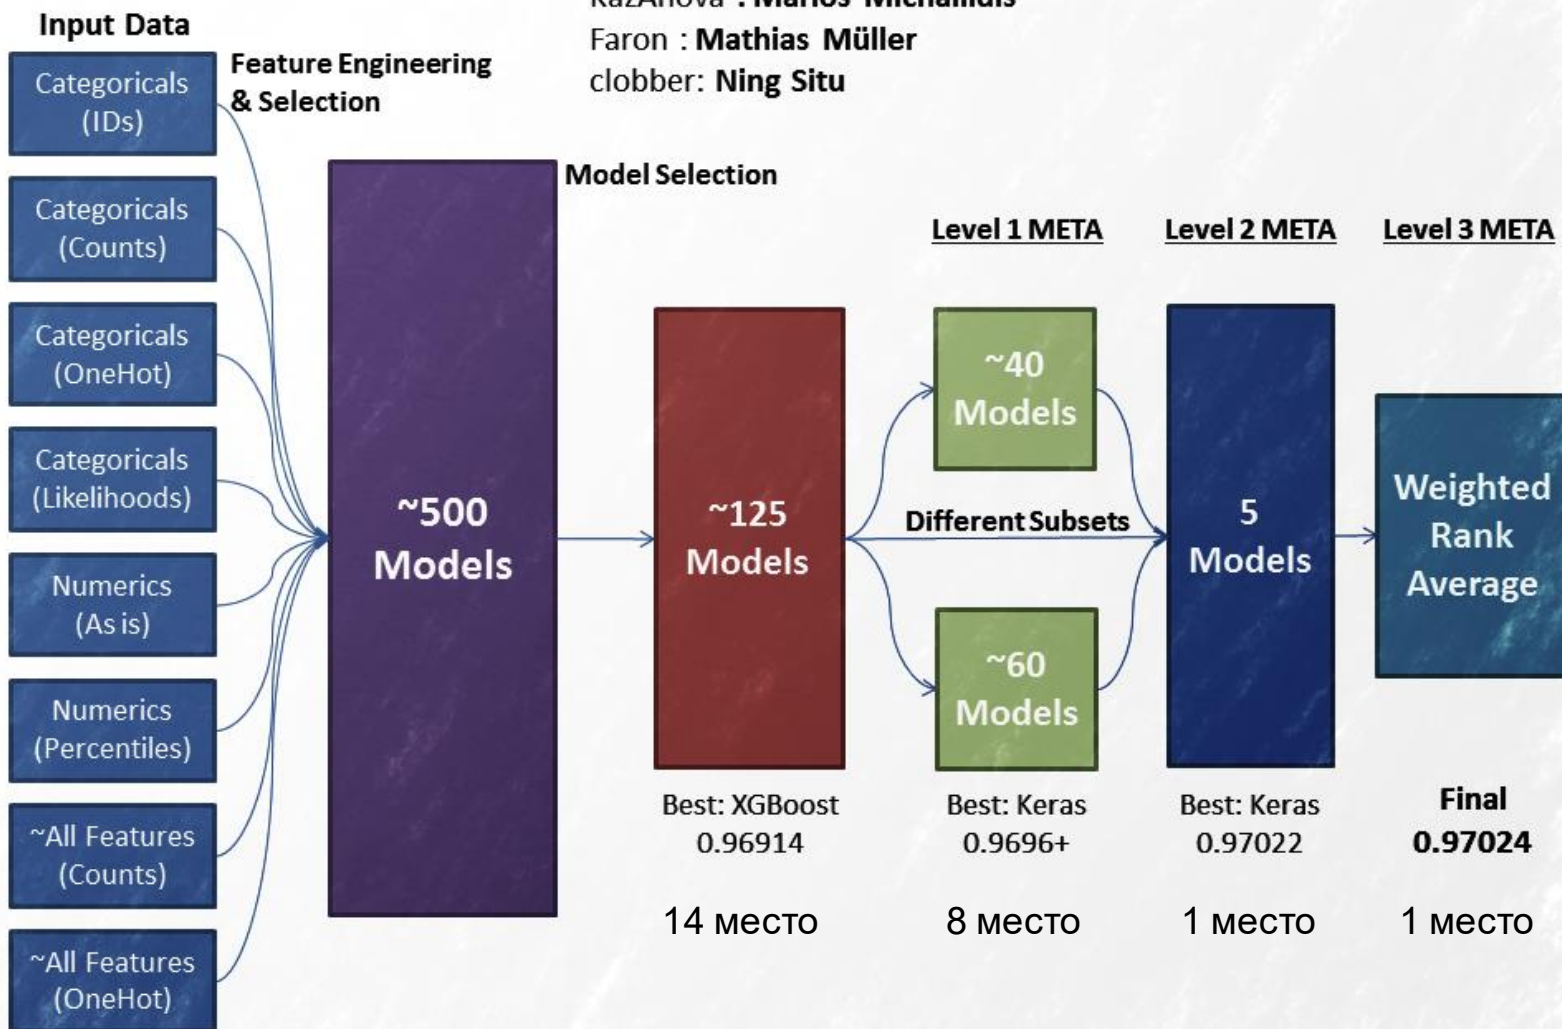 KazAnova : Marios Michailidis
Faron : Mathias Müller
clobber: Ning Situ
Input Data
Categoricals
(IDs)
Categoricals
(Counts)
Categoricals
(OneHot)
Categoricals
(Likelihoods)
Numerics
(As is)
Numerics
(Percentiles)
~All Features
(Counts)
~All Features
(OneHot)
Feature Engineering
& Selection
~500
Models
Model Selection
~125
Models
Best: XGBoost
0.96914
14 место
Level 1 META
~40
Models
Different Subsets
~60
Models
Best: Keras
0.9696+
8 место
Level 2 META
5
Models
Best: Keras
0.97022
1 место
Level 3 META
Weighted
Rank
Average
Final
0.97024
1 место